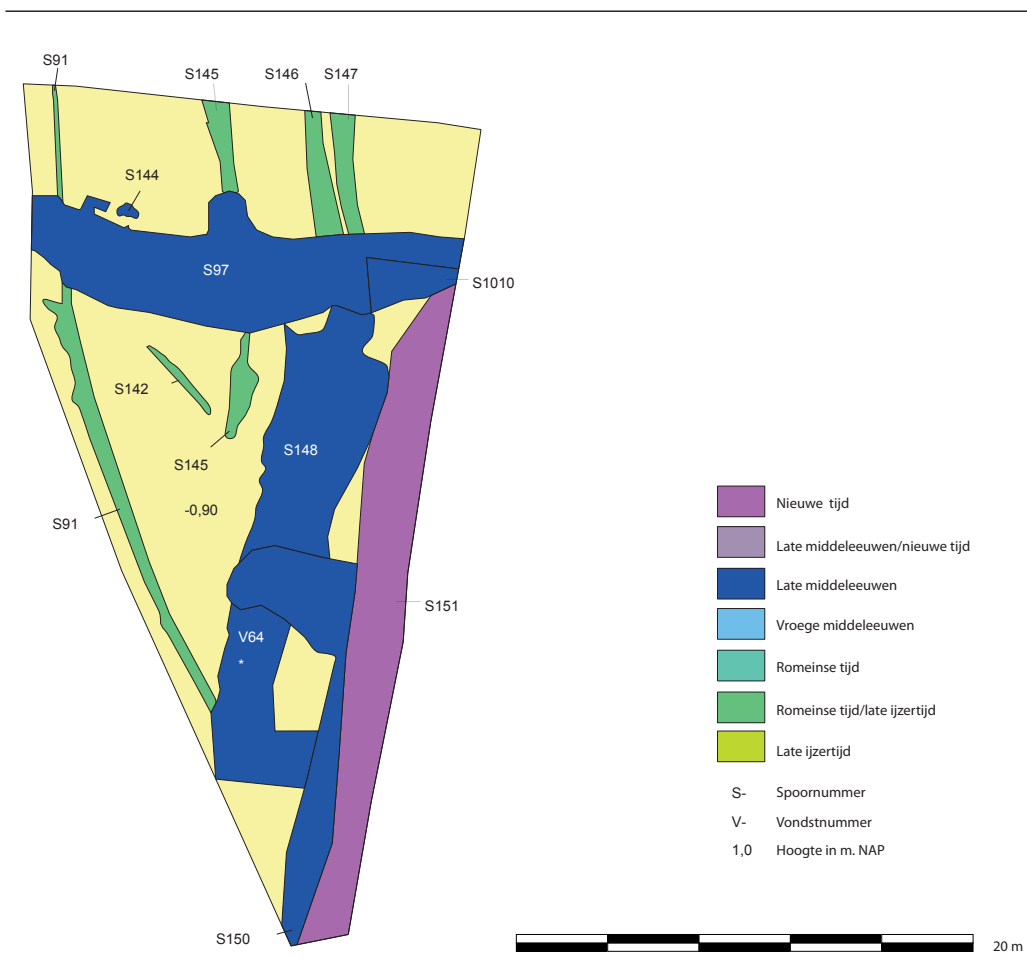 S91
S145
S146
S147
S144
S97
S1010
S142
S148
S145
-0,90
S91
S151
V64
*
S150
Nieuwe tijd
Late middeleeuwen/nieuwe tijd
Late middeleeuwen
Vroege middeleeuwen
Romeinse tijd
Romeinse tijd/late ijzertijd
Late ijzertijd
S- Spoornummer
V- Vondstnummer
1,0 Hoogte in m. NAP
20 m